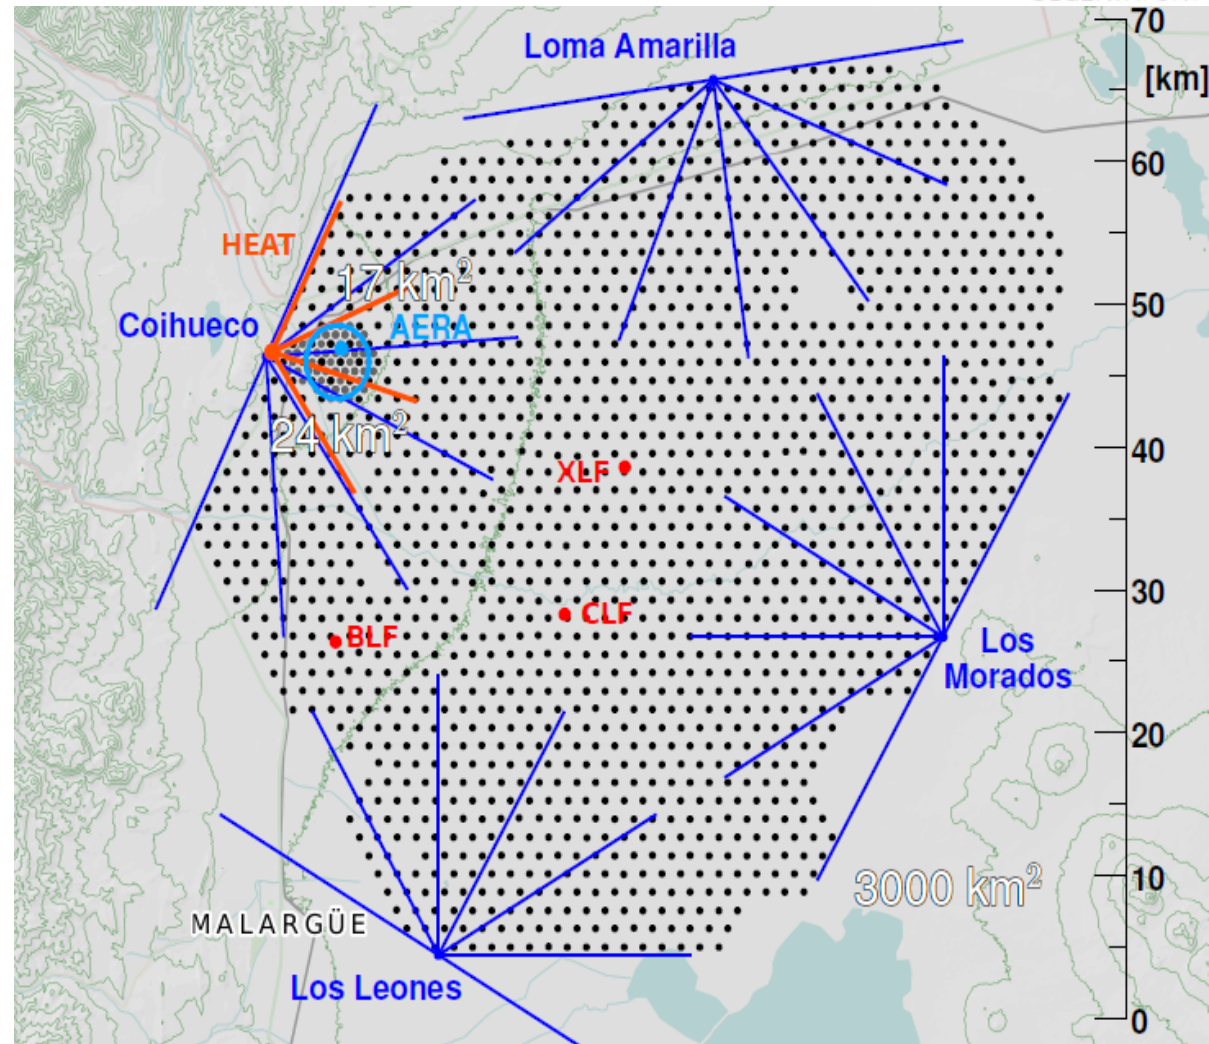 70
Loma Amarilla
[km]
60
HEAT
17 km²
50
Coihueco
AERA
24 km²
40
XLF
30
CLF
BLF
Los
Morados
20
3000 km²
10
MALARGÜE
Los Leones
0